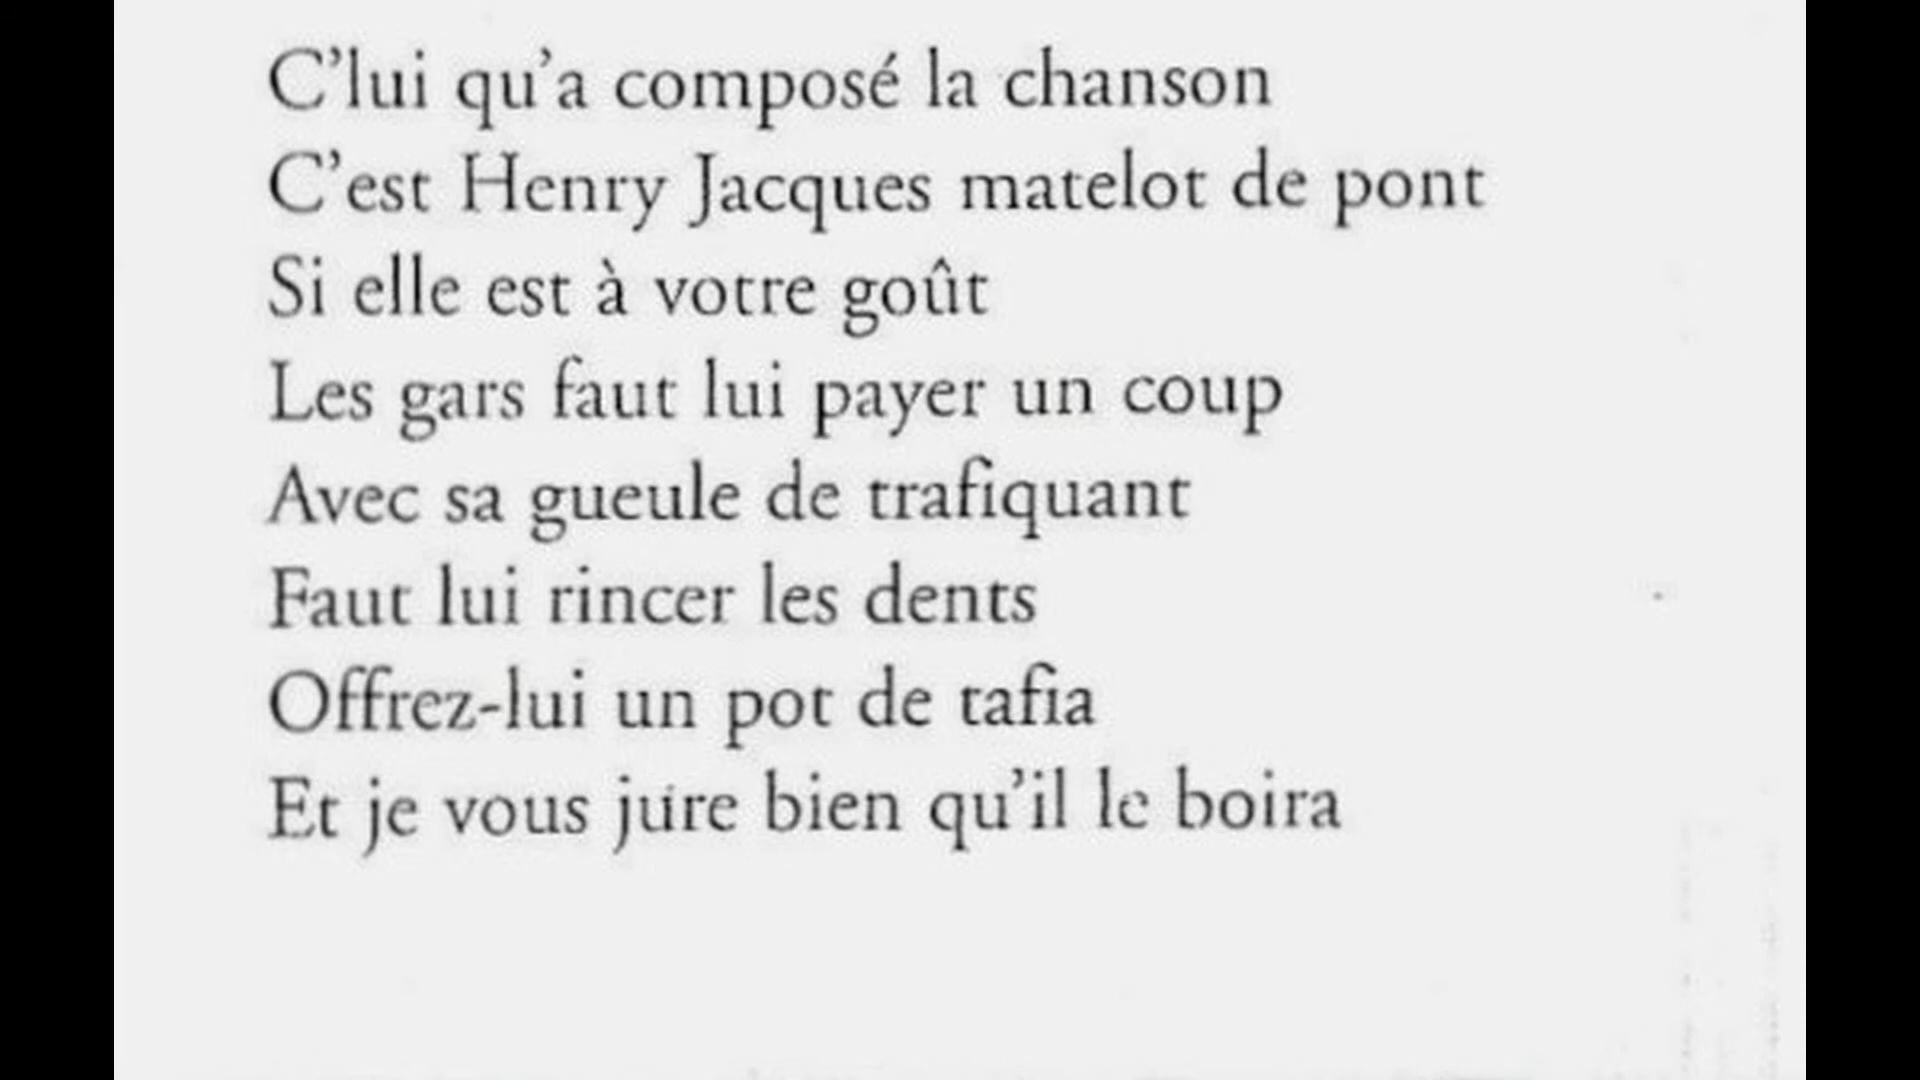 C’lui qu’a composé la chanson
C’est Henry Jacques matelot de pont
Si elle est à votre goût
Les gars faut lui payer un coup
Avec sa gueule de trafiquant
Faut lui rincer les dents
Offrez-lui un pot de tafia
Et je vous jure bien qu’il le boira